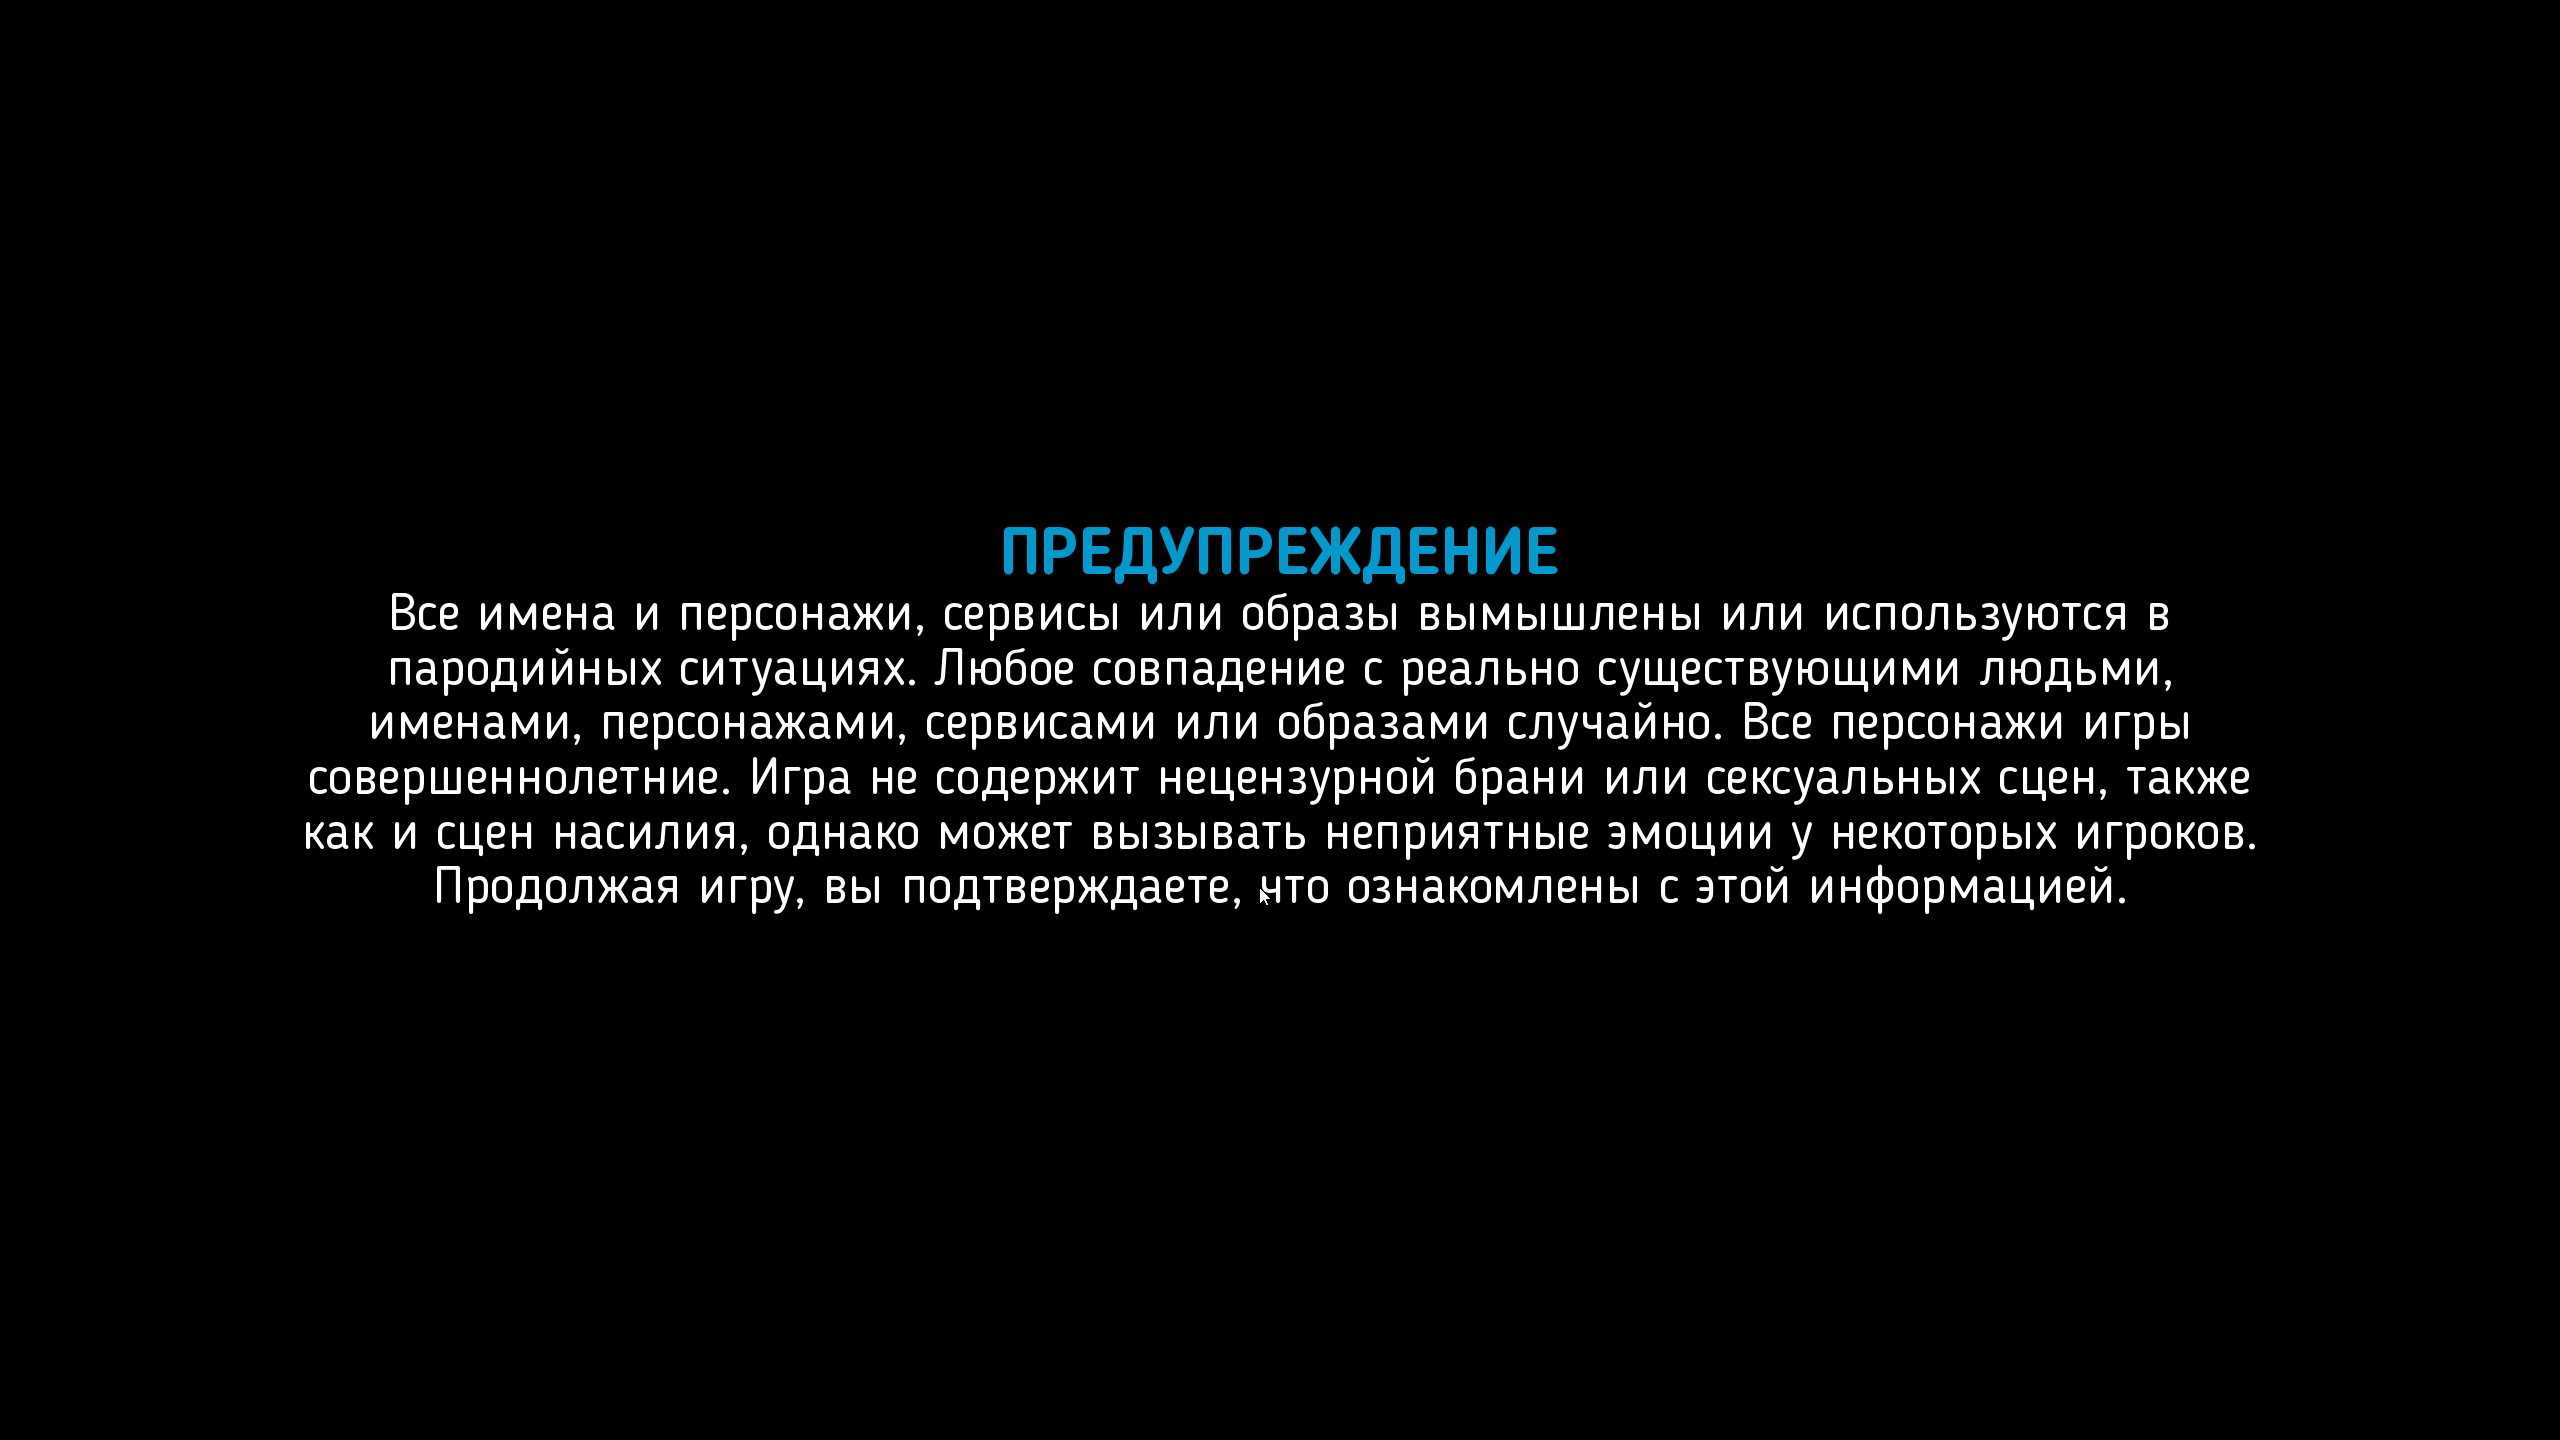 ПРЕДУПРЕЖДЕНИЕ
Все имена и персонажи, сервисы или образы вымышлены или используются в
пародийных ситуациях. Любое совпадение с реально существующими людьми,
именами, персонажами, сервисами или образами случайно. Все персонажи игры
совершеннолетние. Игра не содержит нецензурной брани или сексуальных сцен, также
как и сцен насилия, однако может вызывать неприятные эмоции у некоторых игроков.
Продолжая игру, вы подтверждаете, что ознакомлены с этой информацией.